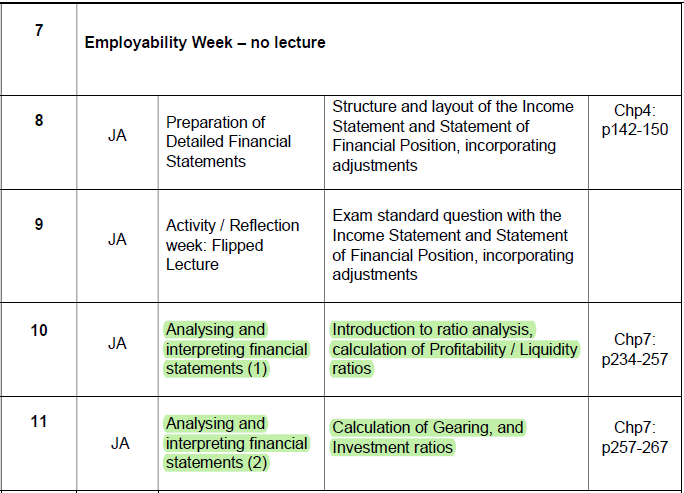 7
Employability Week – no lecture
8
JA
Preparation of
Detailed Financial
Statements
Structure and layout of the Income
Statement and Statement of
Financial Position, incorporating
adjustments
Chp4:
p142-150
9
JA
Activity / Reflection
week: Flipped
Lecture
Exam standard question with the
Income Statement and Statement
of Financial Position, incorporating
adjustments
10
JA
Analysing and
interpreting financial
statements (1)
Introduction to ratio analysis,
calculation of Profitability / Liquidity
ratios
Chp7:
p234-257
11
JA
Analysing and
interpreting financial
statements (2)
Calculation of Gearing, and
Investment ratios
Chp7:
p257-267